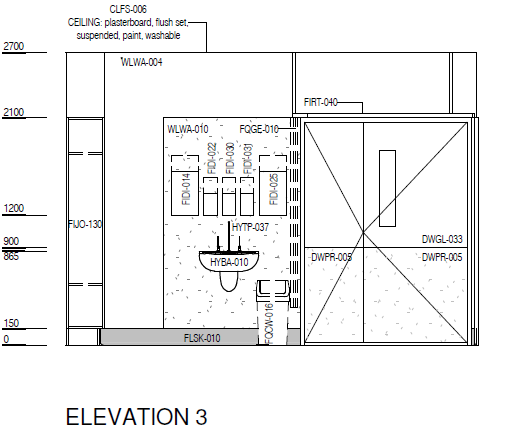 CLFS-006
CEILING: plasterboard, flush set,
suspended, paint, washable
2700
WLWA-004
FIRT-040
2100
WLWA-010
FQGE-010
FIDI-022
FIDI-030
FIDI-031
FIDI-014
FIDI-025
1200
FIJO-130
HYTP-037
DWGL-033
900
865
HYBA-010
DWPR-005
DWPR-005
150
FLSK-010
FQCW-016
0
ELEVATION 3